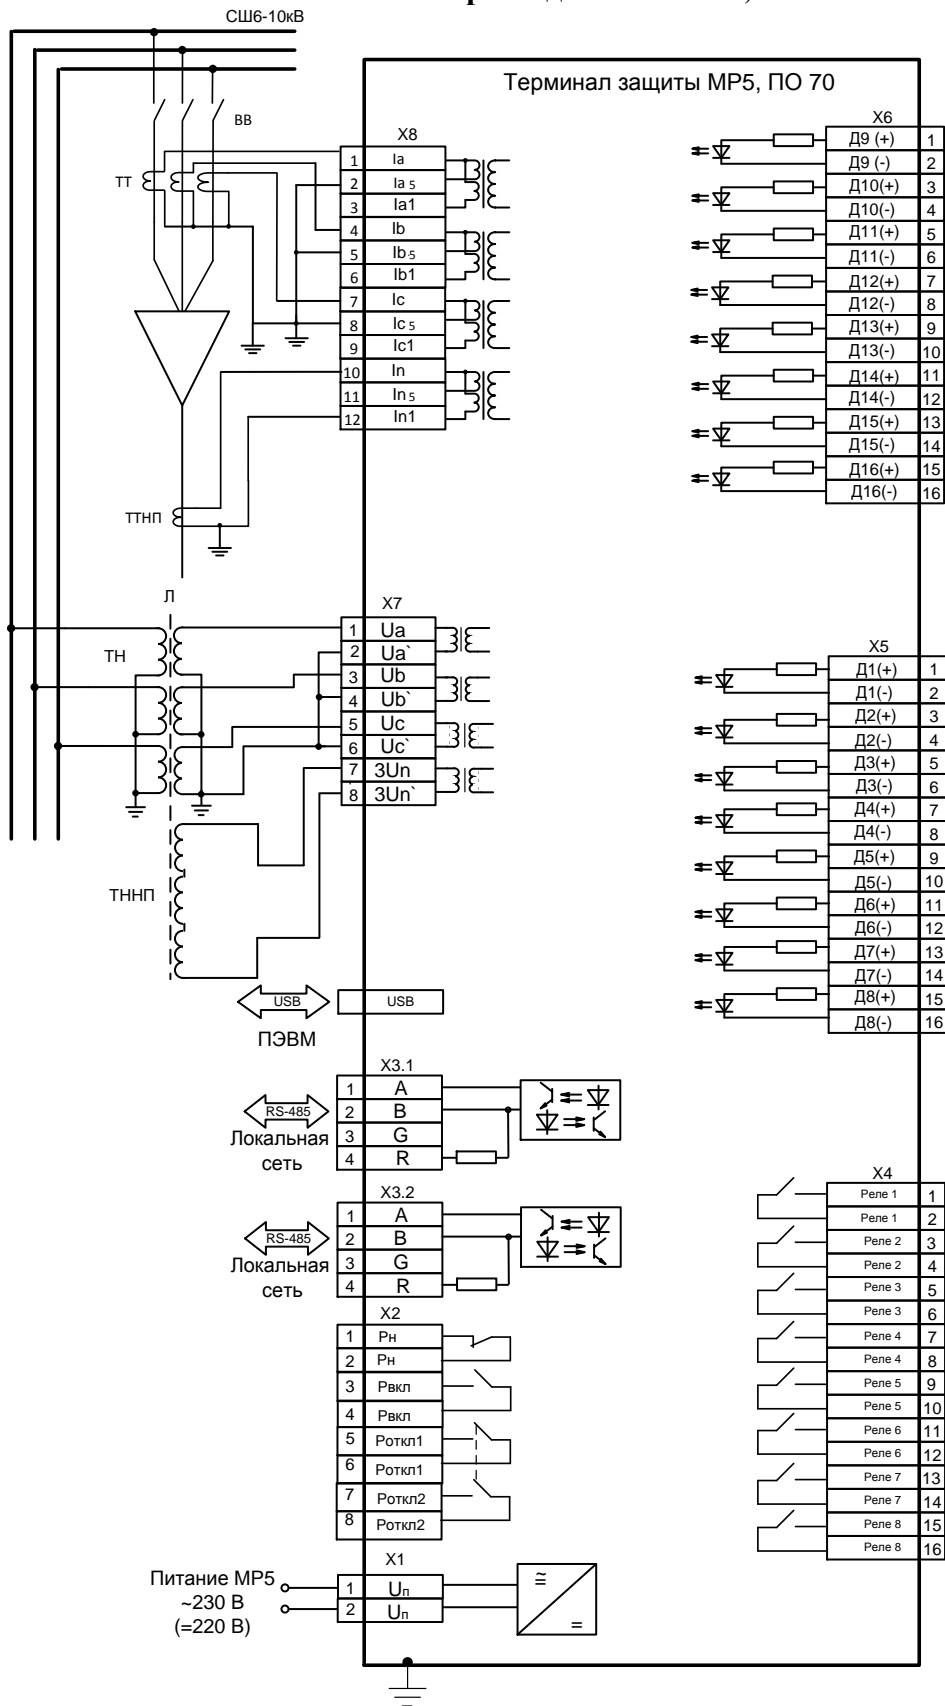 СШ6-10кВ
Терминал защиты МР5, ПО 70
ВВ
ТТ
X8
1 Ia
2 Ia 5
3 Ia1
4 Ib
5 Ib 5
6 Ib1
7 Ic
8 Ic 5
9 Ic1
10 In
11 In 5
12 In1
ТТНП
Л
ТН
X7
1 Ua
2 Ua`
3 Ub
4 Ub`
5 Uc
6 Uc`
7 3Un
8 3Un`
ТННП
USB
USB
ПЭВМ
X3.1
1 A
2 B
3 G
4 R
RS-485
Локальная
сеть
X3.2
1 A
2 B
3 G
4 R
RS-485
Локальная
сеть
X2
1 Рн
2 Рн
3 Рвкл
4 Рвкл
5 Роткл1
6 Роткл1
7 Роткл2
8 Роткл2
X1
1 Uп
2 Uп
Питание МР5
~230 В
(=220 В)
X6
Д9 (+) 1
Д9 (-) 2
Д10(+) 3
Д10(-) 4
Д11(+) 5
Д11(-) 6
Д12(+) 7
Д12(-) 8
Д13(+) 9
Д13(-) 10
Д14(+) 11
Д14(-) 12
Д15(+) 13
Д15(-) 14
Д16(+) 15
Д16(-) 16
X5
Д1(+) 1
Д1(-) 2
Д2(+) 3
Д2(-) 4
Д3(+) 5
Д3(-) 6
Д4(+) 7
Д4(-) 8
Д5(+) 9
Д5(-) 10
Д6(+) 11
Д6(-) 12
Д7(+) 13
Д7(-) 14
Д8(+) 15
Д8(-) 16
X4
Реле 1 1
Реле 1 2
Реле 2 3
Реле 2 4
Реле 3 5
Реле 3 6
Реле 4 7
Реле 4 8
Реле 5 9
Реле 5 10
Реле 6 11
Реле 6 12
Реле 7 13
Реле 7 14
Реле 8 15
Реле 8 16